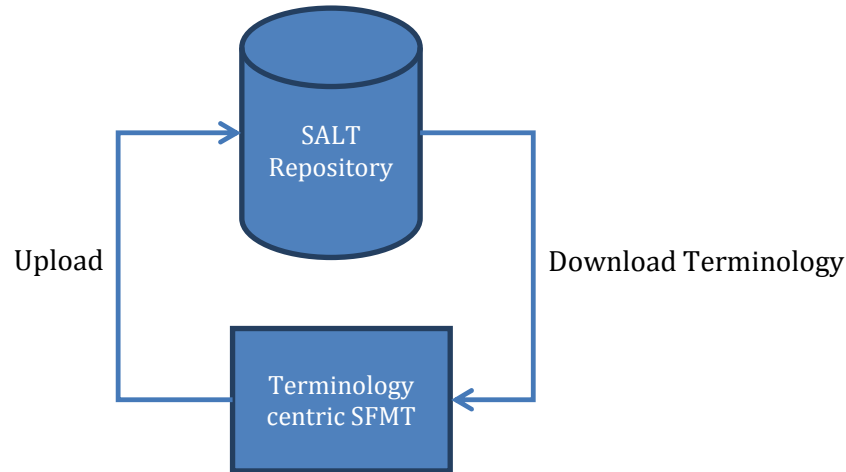 SALT
Repository
Upload
Download Terminology
Terminology
centric SFMT